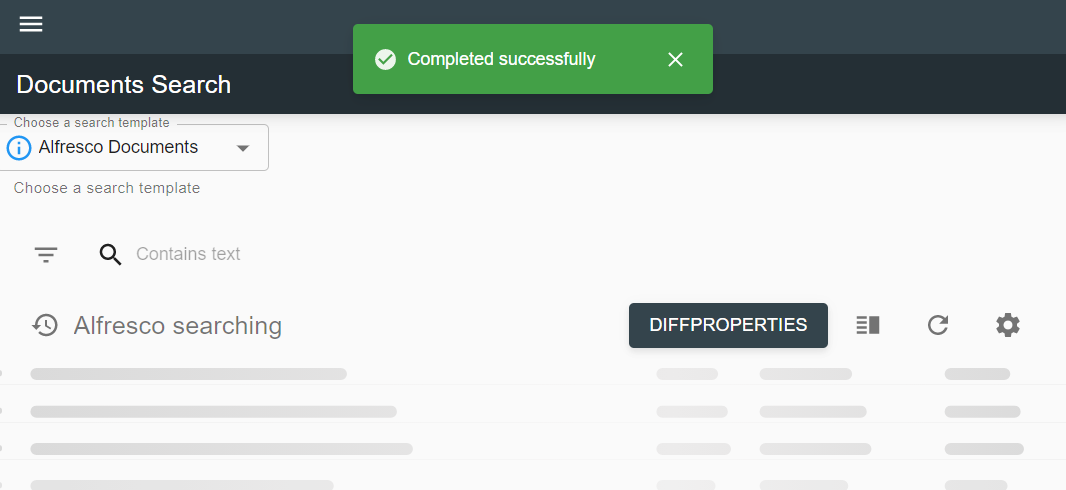 Completed successfully
Documents Search
Choose a search template
Alfresco Documents
Choose a search template
Contains text
Alfresco searching
DIFFPROPERTIES